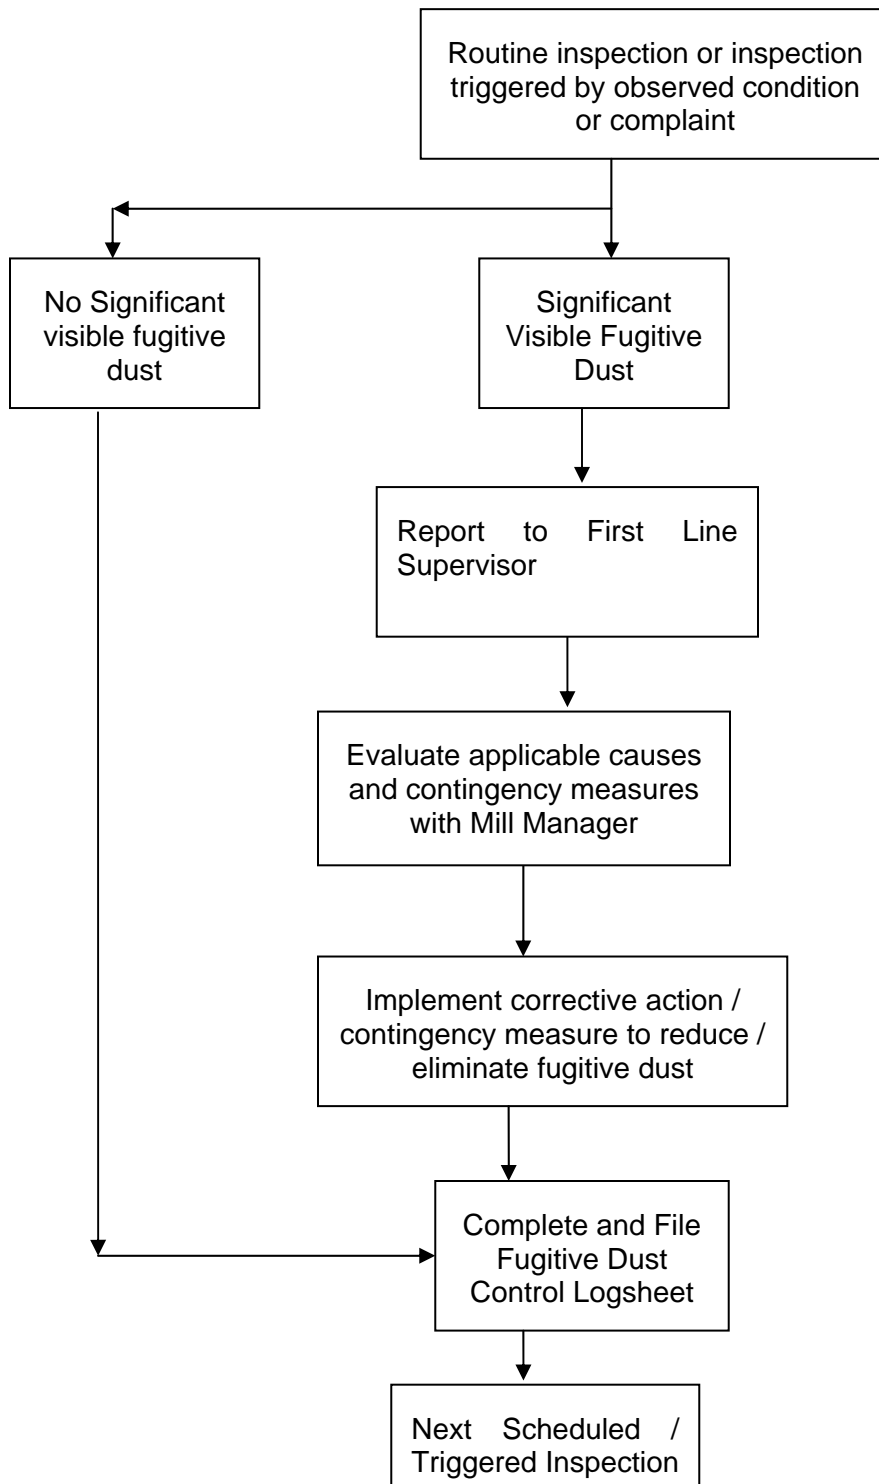 Routine inspection or inspection
triggered by observed condition
or complaint
No Significant
visible fugitive
dust
Significant
Visible Fugitive
Dust
Report to First Line
Supervisor
Evaluate applicable causes
and contingency measures
with Mill Manager
Implement corrective action /
contingency measure to reduce /
eliminate fugitive dust
Complete and File
Fugitive Dust
Control Logsheet
Next Scheduled /
Triggered Inspection